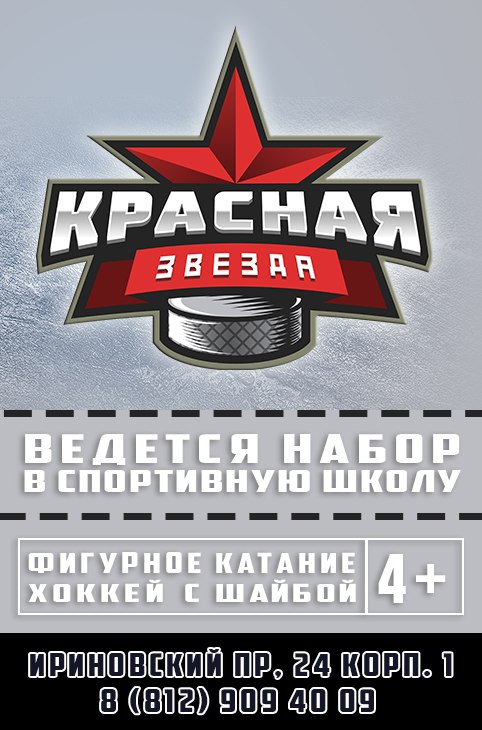 КРАСНАЯ
ЗВЕЗДА
ВЕДЕТСЯ НАБОР
В СПОРТИВНУЮ ШКОЛУ
ФИГУРНОЕ КАТАНИЕ
ХОККЕЙ С ШАЙБОЙ
4+
ИРИНОВСКИЙ ПР, 24 КОРП. 1
8 (812) 909 40 09